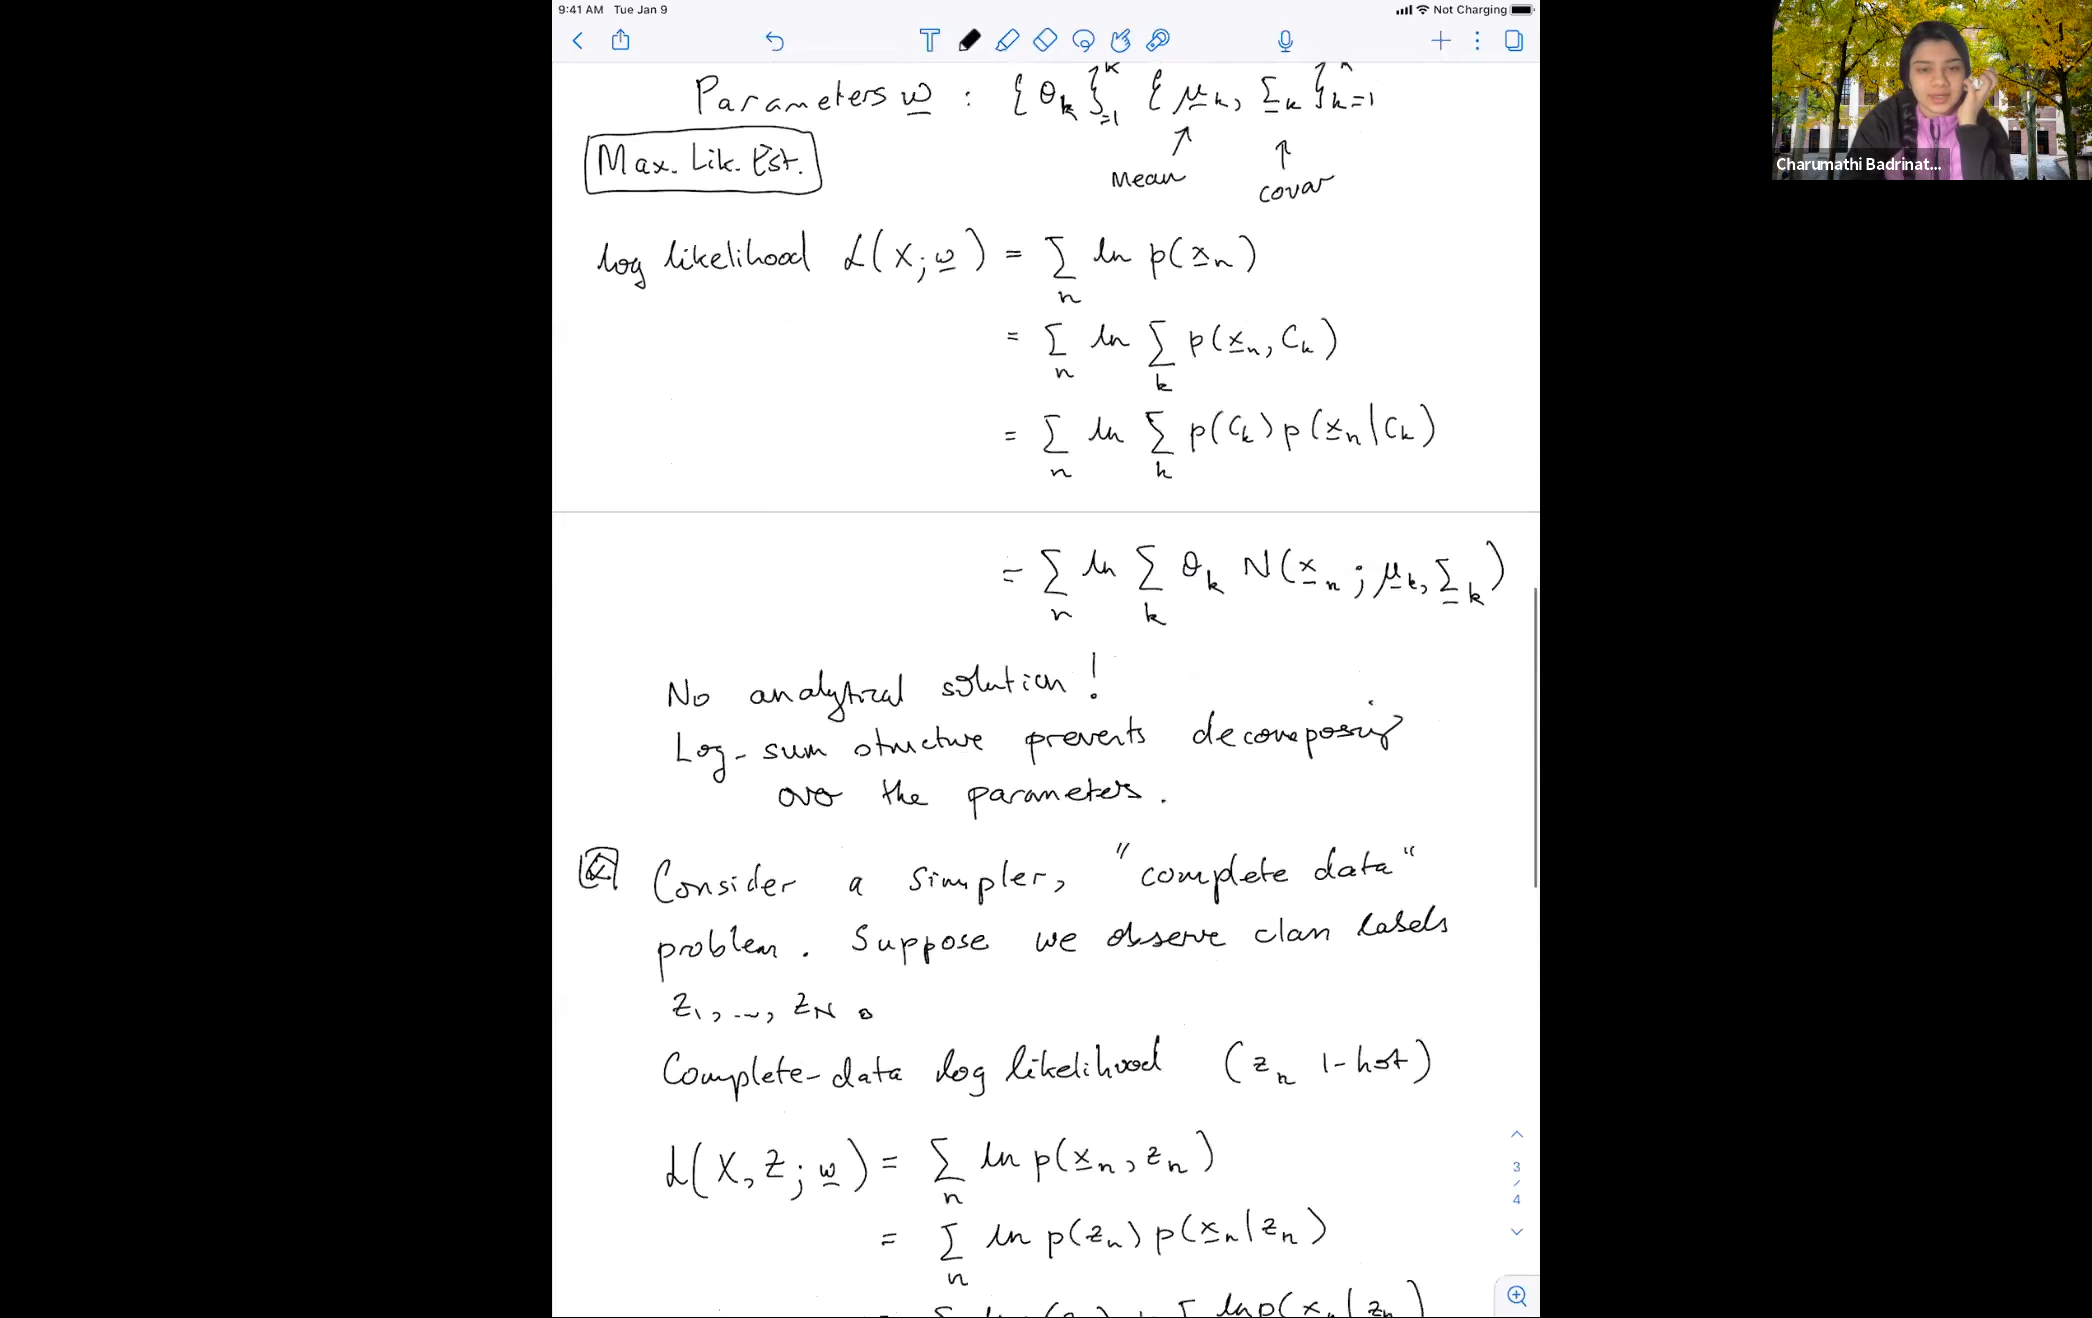 9:41 AM Tue Jan 9
Not Charging
Parameters w : {θk}ᴷ₌₁ {μk, Σk}k=1
Max. Lik. Est.
Mean
covar
log likelihood L(X; w) = Σn ln p(xn)
= Σn ln Σk p(xn, Ck)
= Σn ln Σk p(Ck) p(xn | Ck)
= Σn ln Σk θk N(xn; μk, Σk)
No analytical solution!
Log-sum structure prevents decomposing
over the parameters.
Consider a simpler, "complete data"
problem. Suppose we observe class labels
z1, ..., zN.
Complete-data log likelihood (zn 1-hot)
L(X, Z; w) = Σn ln p(xn, zn)
= Σn ln p(zn) p(xn | zn)
ln p(xn | zn)
3
/
4
Charumathi Badrinat...